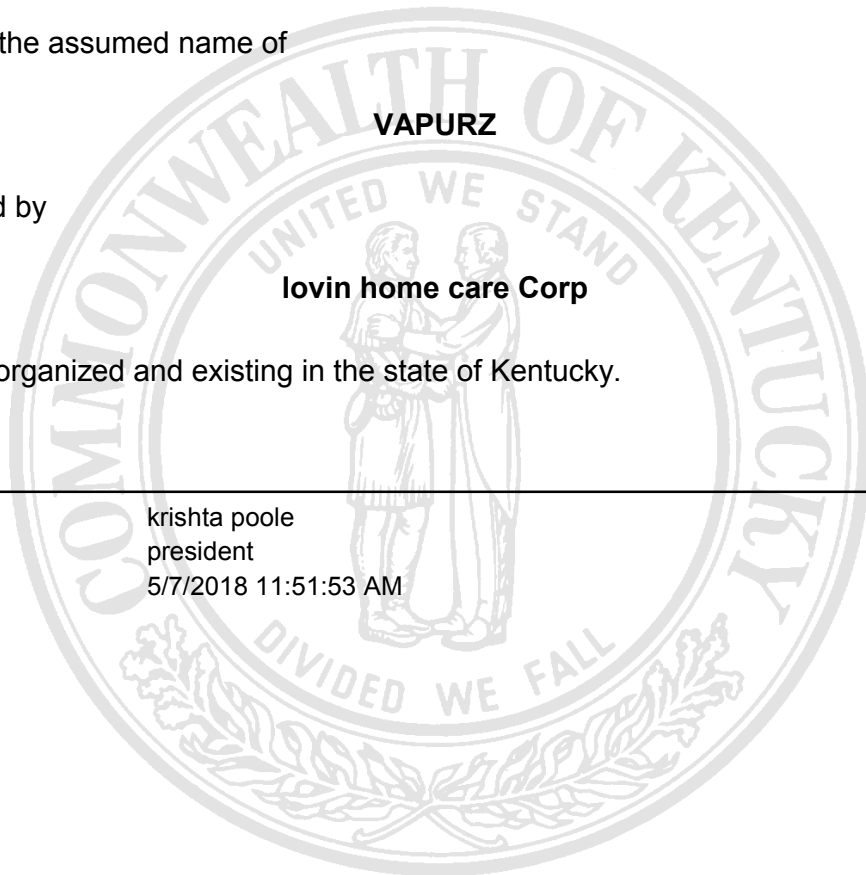 the assumed name of
VAPURZ
d by
lovin home care Corp
organized and existing in the state of Kentucky.
krishta poole
president
5/7/2018 11:51:53 AM
COMMONWEALTH OF KENTUCKY
UNITED WE STAND
DIVIDED WE FALL